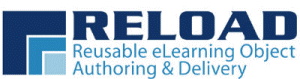 RELOAD
Reusable eLearning Object
Authoring & Delivery